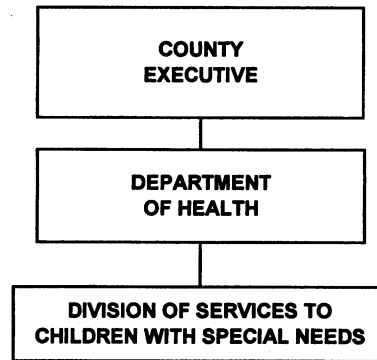 COUNTY
EXECUTIVE
DEPARTMENT
OF HEALTH
DIVISION OF SERVICES TO
CHILDREN WITH SPECIAL NEEDS